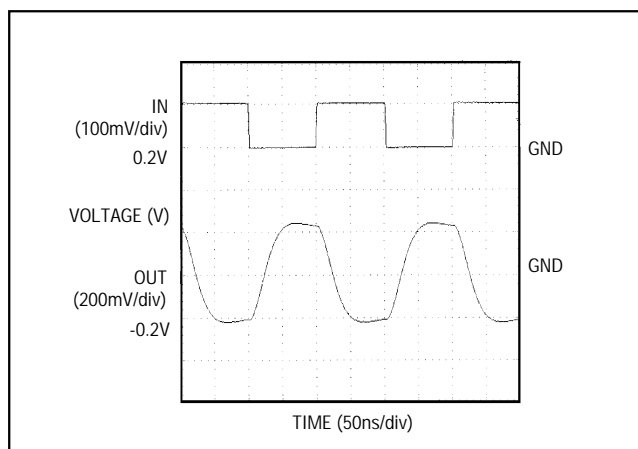 IN
(100mV/div)
0.2V
GND
VOLTAGE (V)
OUT
(200mV/div)
-0.2V
GND
TIME (50ns/div)